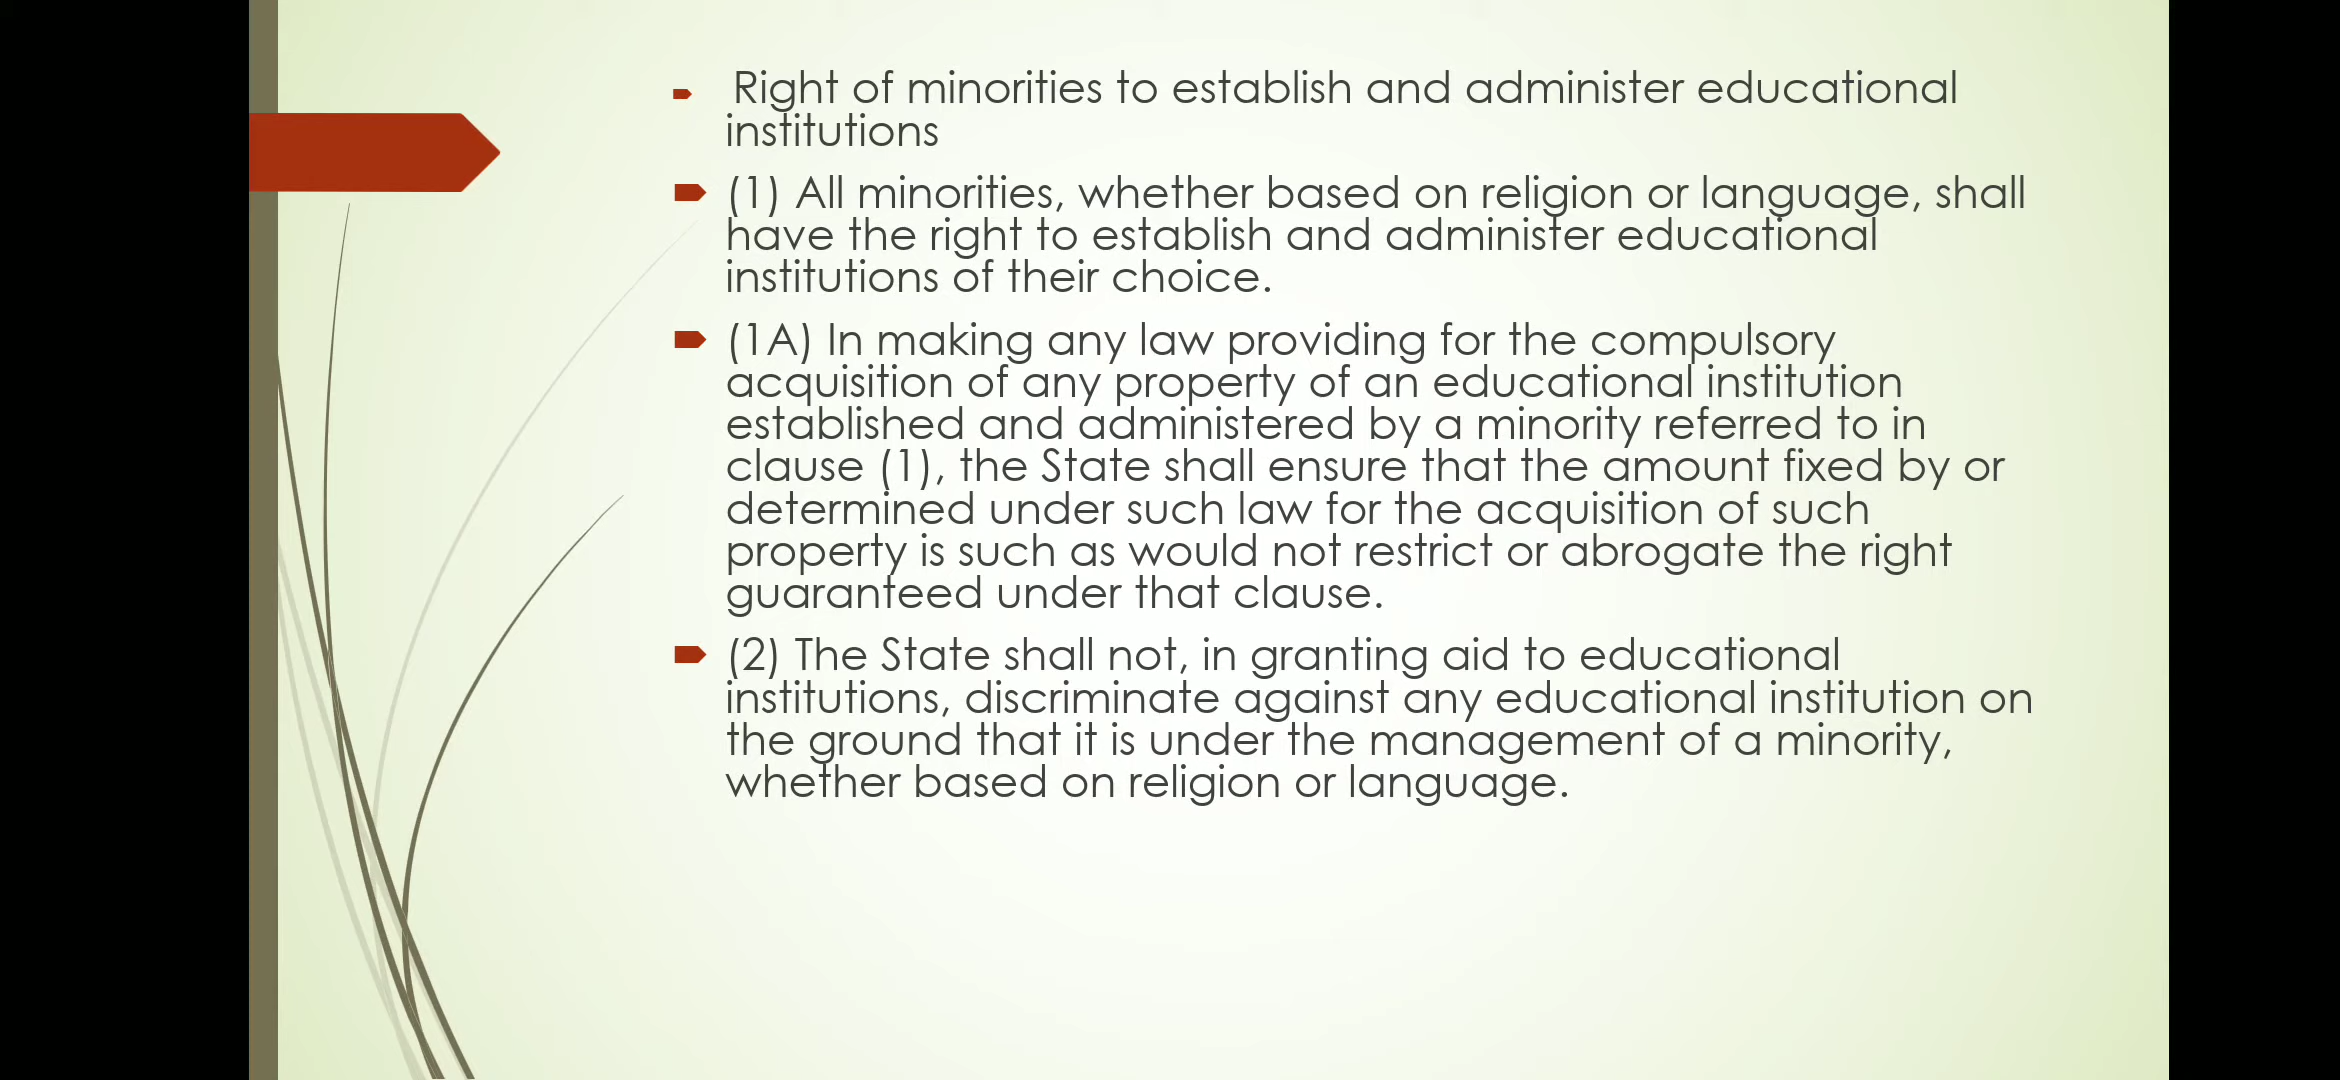 Right of minorities to establish and administer educational
institutions
(1) All minorities, whether based on religion or language, shall
have the right to establish and administer educational
institutions of their choice.
(1A) In making any law providing for the compulsory
acquisition of any property of an educational institution
established and administered by a minority referred to in
clause (1), the State shall ensure that the amount fixed by or
determined under such law for the acquisition of such
property is such as would not restrict or abrogate the right
guaranteed under that clause.
(2) The State shall not, in granting aid to educational
institutions, discriminate against any educational institution on
the ground that it is under the management of a minority,
whether based on religion or language.